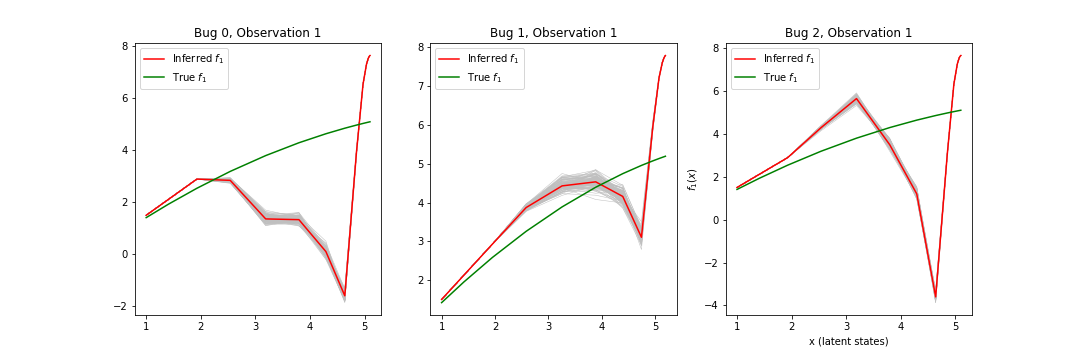 Bug 0, Observation 1
Inferred f₁
True f₁
8
6
4
2
0
−2
1 2 3 4 5
Bug 1, Observation 1
Inferred f₁
True f₁
8
7
6
5
4
3
2
1 2 3 4 5
Bug 2, Observation 1
Inferred f₁
True f₁
f₁(x)
8
6
4
2
0
−2
−4
1 2 3 4 5
x (latent states)